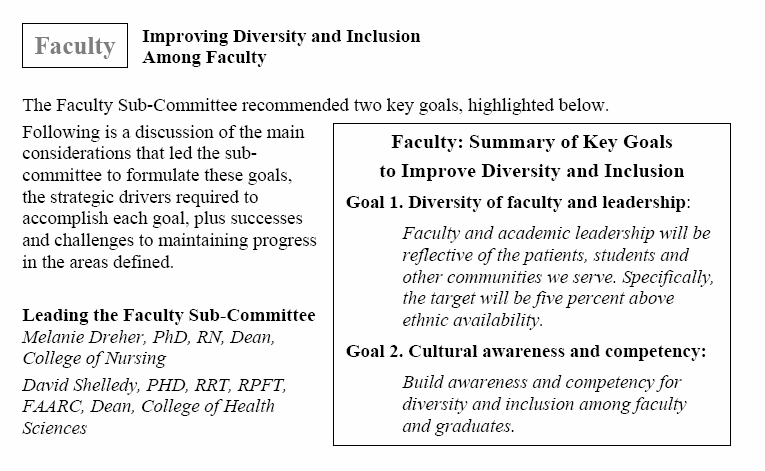 Faculty
Improving Diversity and Inclusion
Among Faculty
The Faculty Sub-Committee recommended two key goals, highlighted below.
Following is a discussion of the main
considerations that led the sub-
committee to formulate these goals,
the strategic drivers required to
accomplish each goal, plus successes
and challenges to maintaining progress
in the areas defined.
Leading the Faculty Sub-Committee
Melanie Dreher, PhD, RN, Dean,
College of Nursing
David Shelledy, PHD, RRT, RPFT,
FAARC, Dean, College of Health
Sciences
Faculty: Summary of Key Goals
to Improve Diversity and Inclusion
Goal 1. Diversity of faculty and leadership:
Faculty and academic leadership will be
reflective of the patients, students and
other communities we serve. Specifically,
the target will be five percent above
ethnic availability.
Goal 2. Cultural awareness and competency:
Build awareness and competency for
diversity and inclusion among faculty
and graduates.